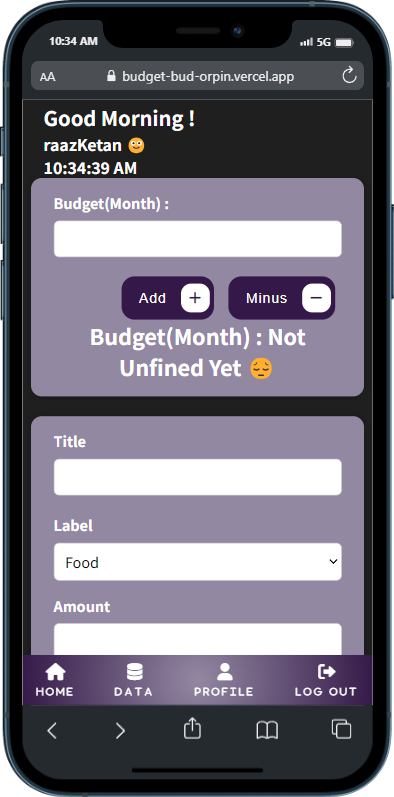 10:34 AM
5G
AA
budget-bud-orpin.vercel.app
Good Morning !
raazKetan 😳
10:34:39 AM
Budget(Month) :
Add +
Minus −
Budget(Month) : Not
Unfined Yet 😔
Title
Label
Food
Amount
HOME
DATA
PROFILE
LOG OUT